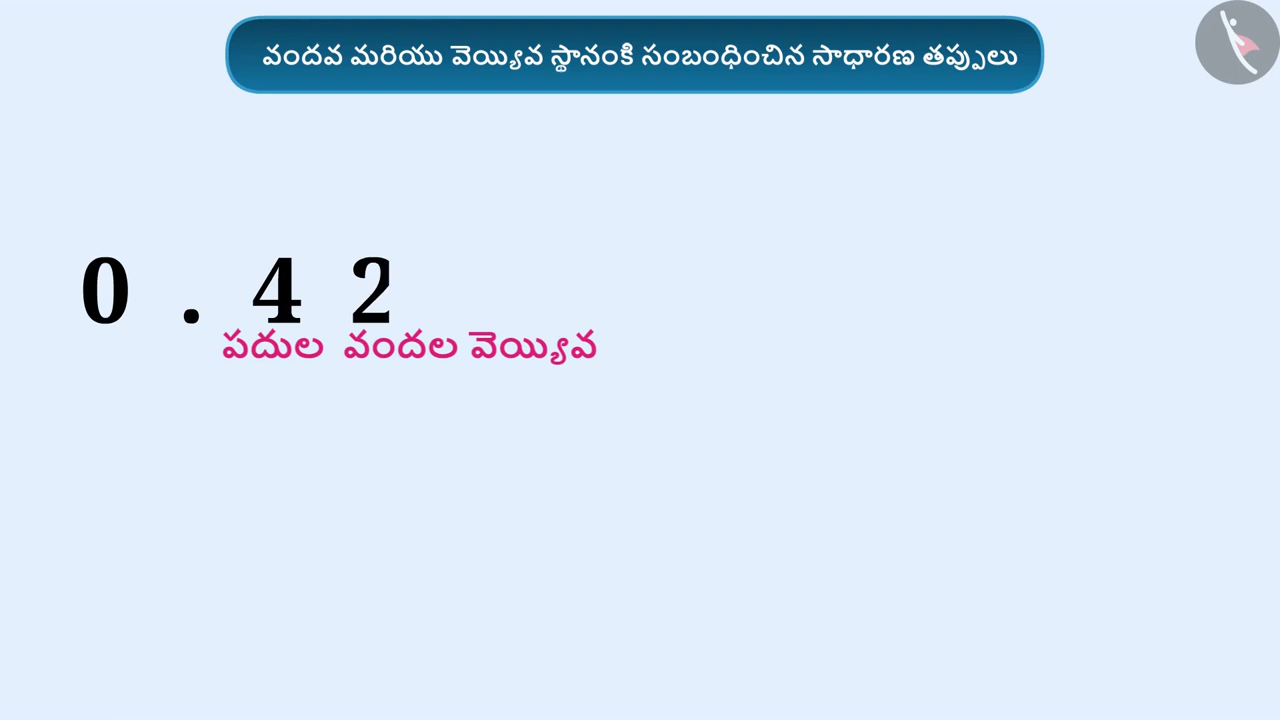 వందవ మరియు వెయ్యివ స్థానంకి సంబంధించిన సాధారణ తప్పులు
0 . 4 2
పదుల వందల వెయ్యివ